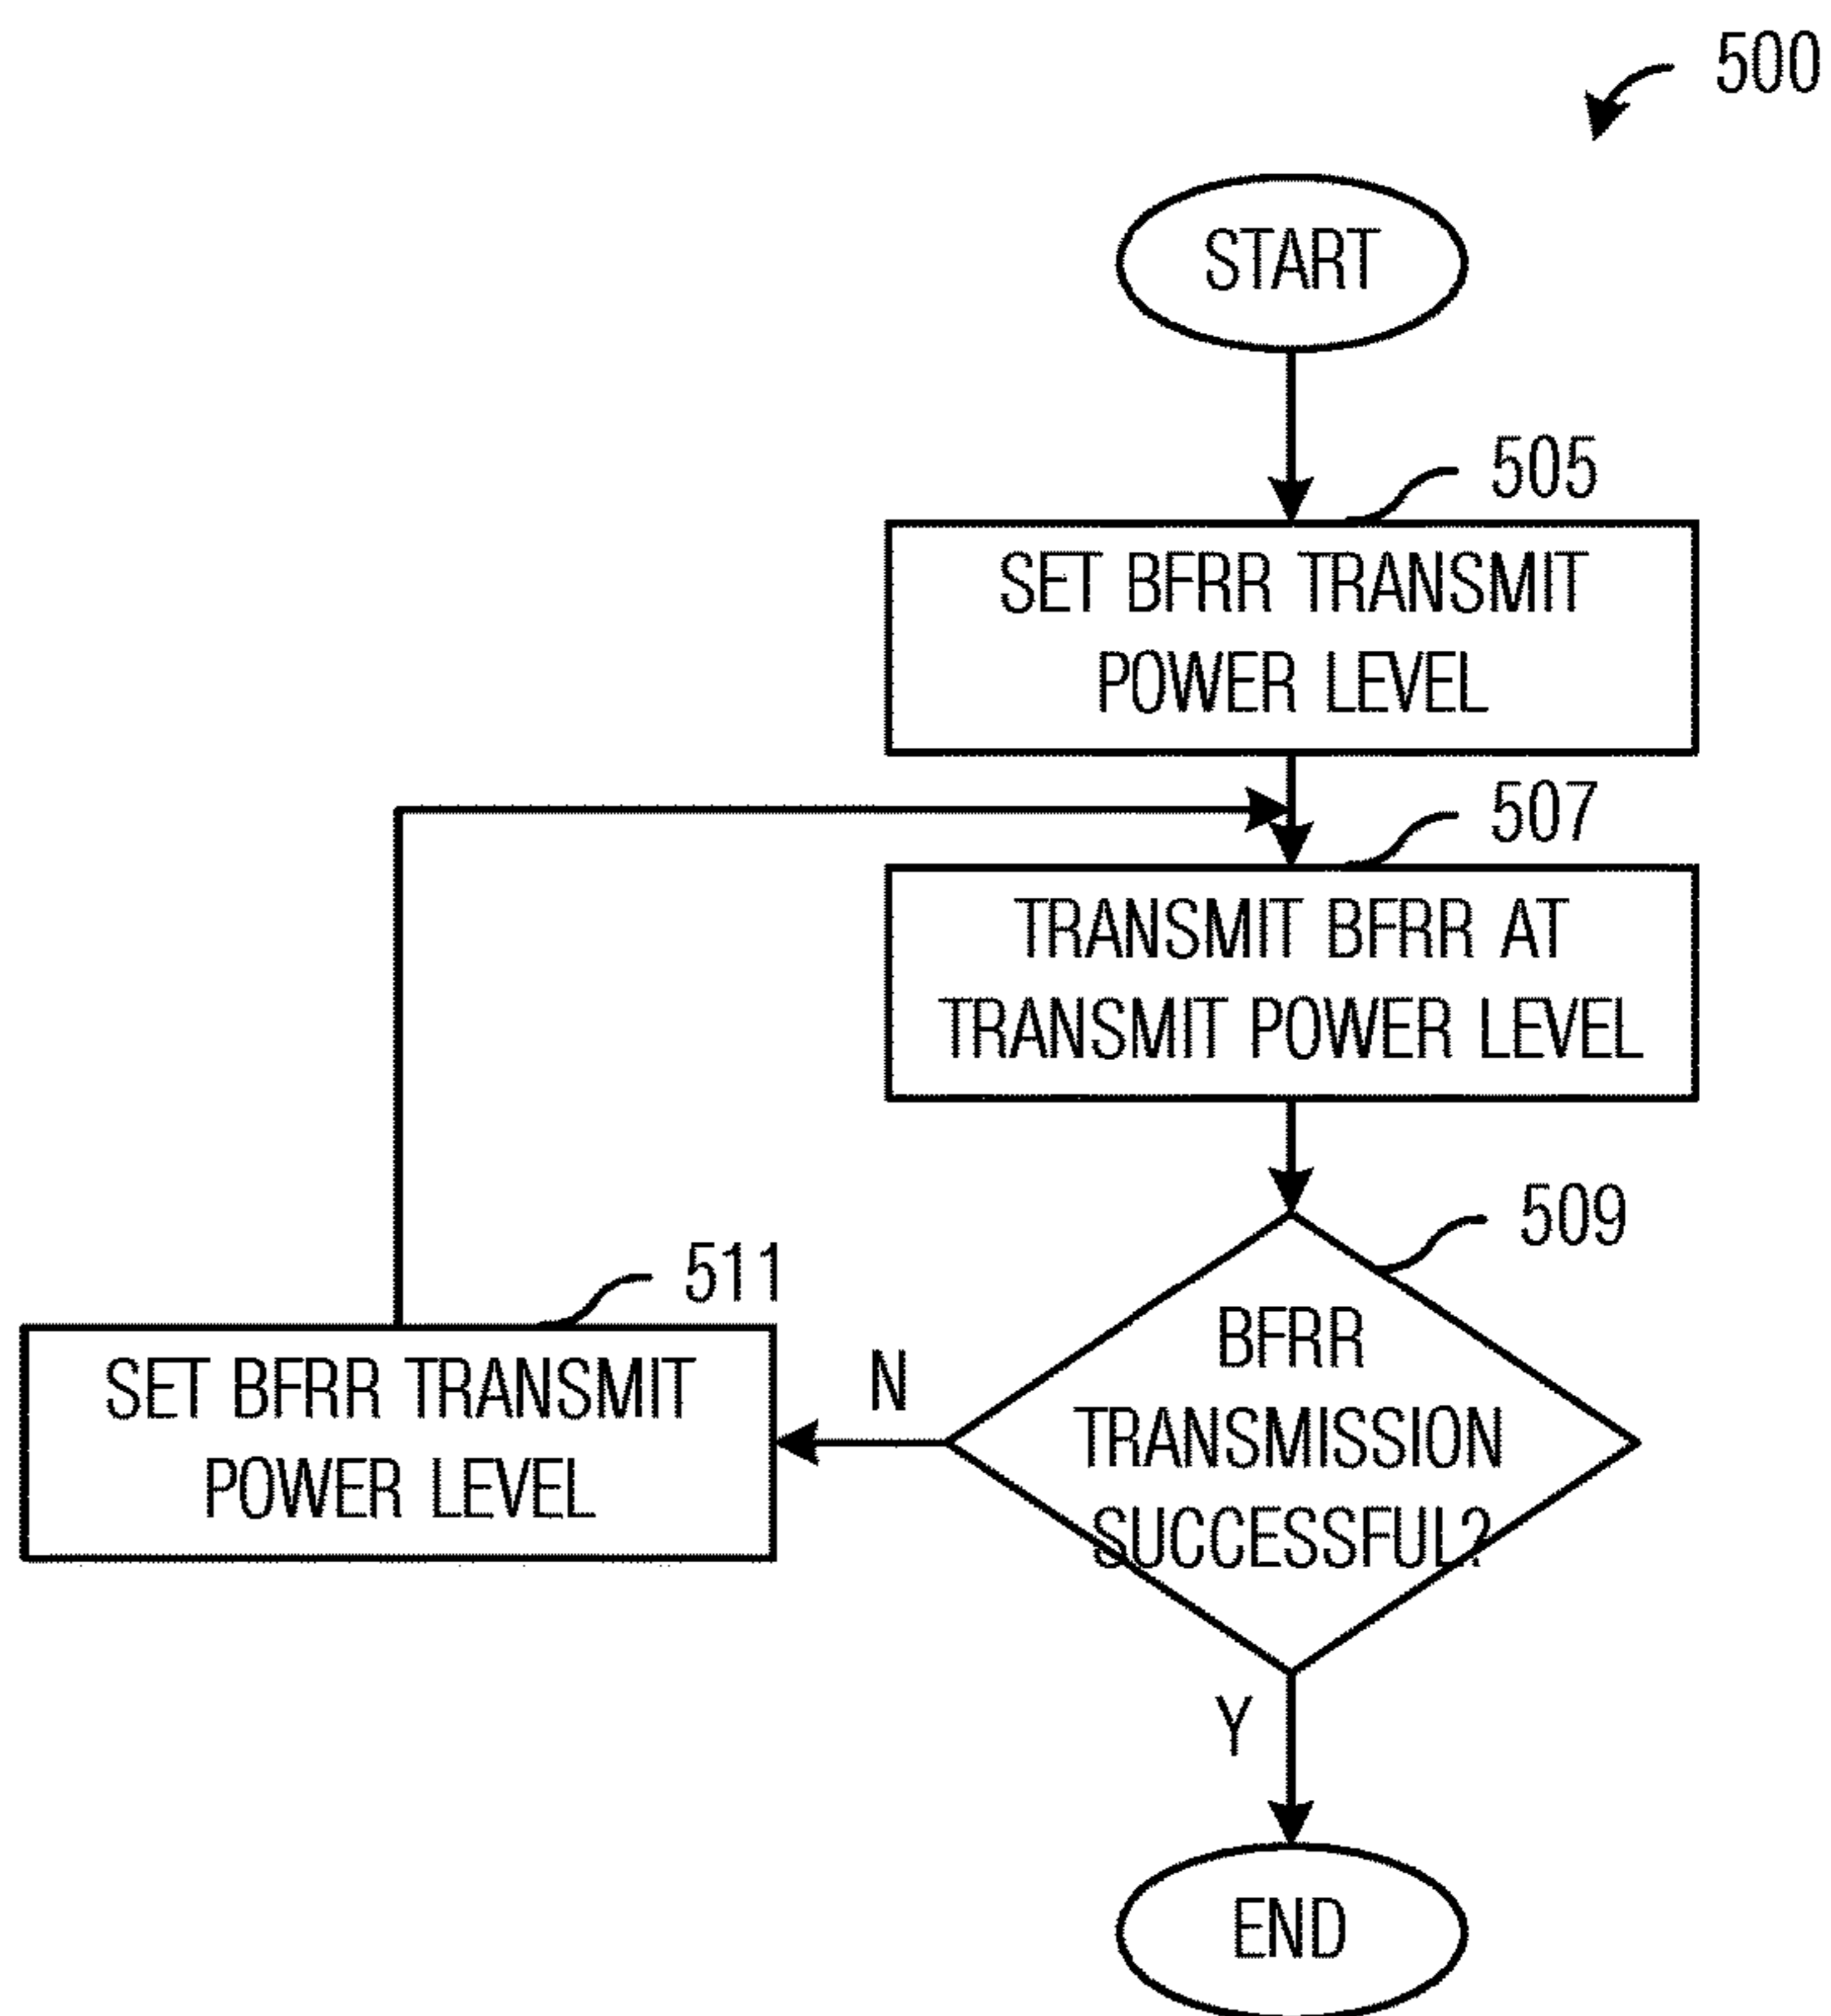 500
START
505
SET BFRR TRANSMIT
POWER LEVEL
507
TRANSMIT BFRR AT
TRANSMIT POWER LEVEL
509
BFRR
TRANSMISSION
SUCCESSFUL?
N
511
SET BFRR TRANSMIT
POWER LEVEL
Y
END